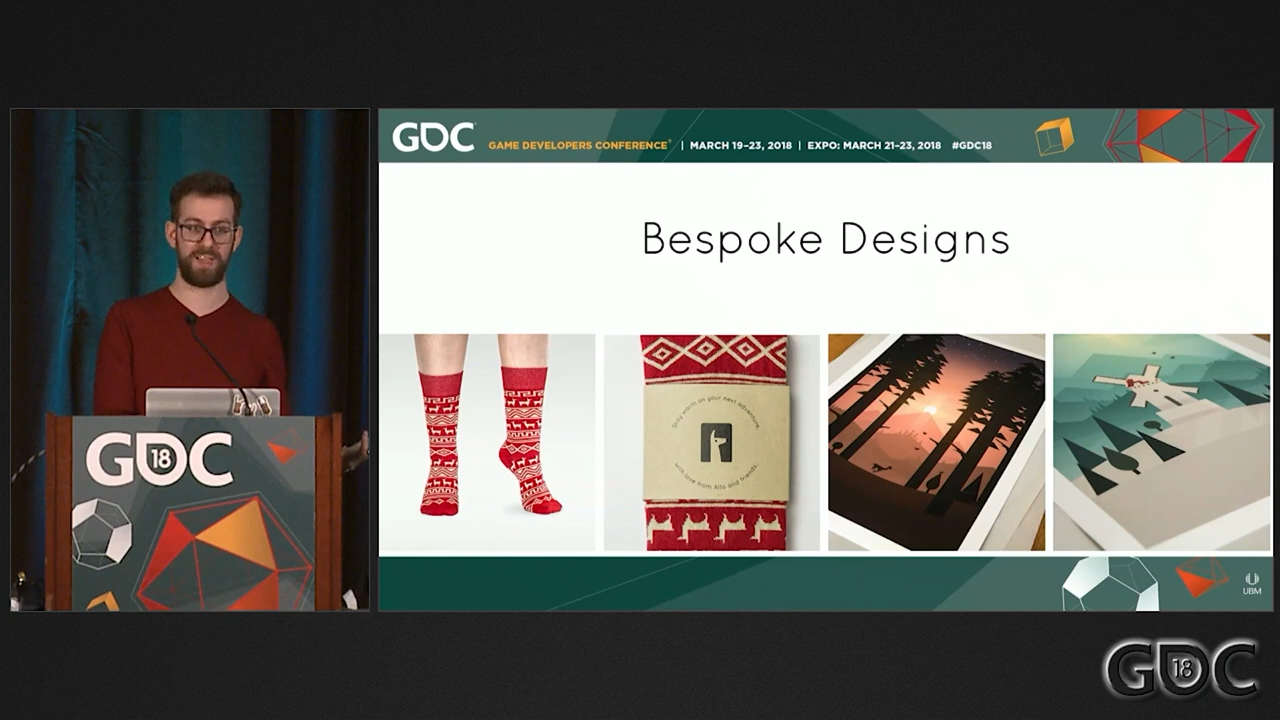 GDC GAME DEVELOPERS CONFERENCE® | MARCH 19–23, 2018 | EXPO: MARCH 21–23, 2018 #GDC18
Bespoke Designs
Stay warm on your next adventure,
with love from Alto and friends.
GDC
18
UBM
GDC
18